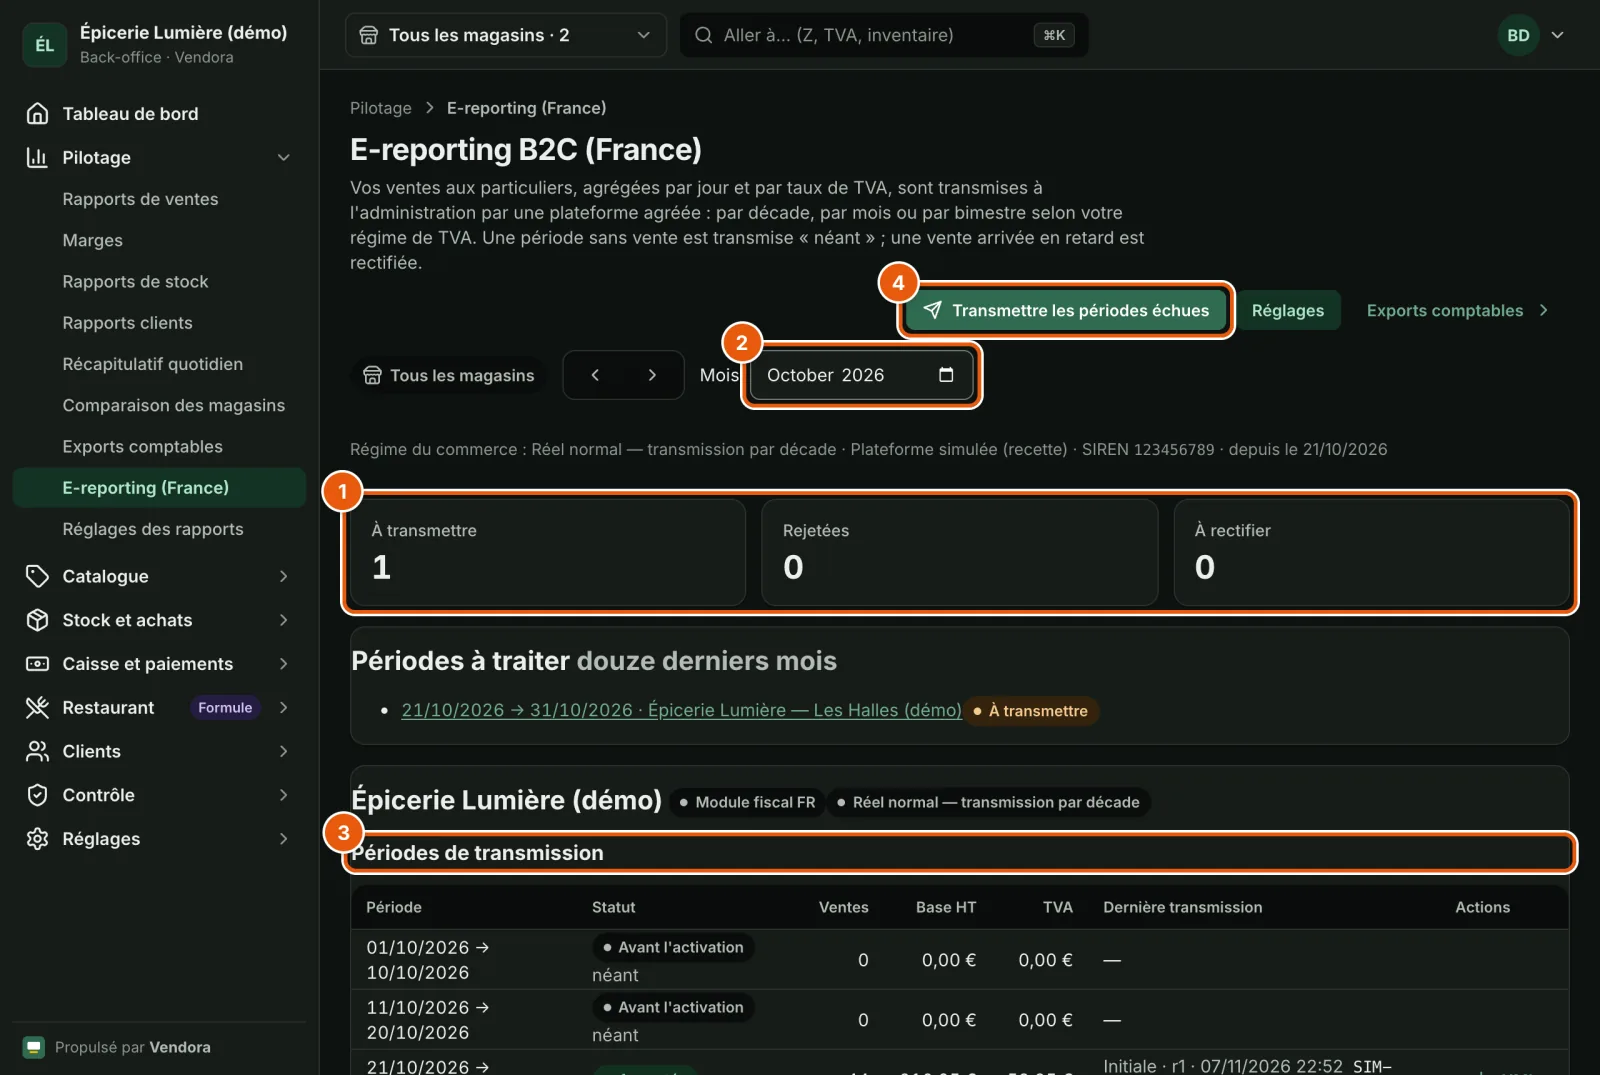 ÉL
Épicerie Lumière (démo)
Back-office · Vendora
Tous les magasins · 2
Aller à... (Z, TVA, inventaire)
⌘K
BD
Tableau de bord
Pilotage
Rapports de ventes
Marges
Rapports de stock
Rapports clients
Récapitulatif quotidien
Comparaison des magasins
Exports comptables
E-reporting (France)
Réglages des rapports
Catalogue
Stock et achats
Caisse et paiements
Restaurant Formule
Clients
Contrôle
Réglages
Propulsé par Vendora
Pilotage > E-reporting (France)
E-reporting B2C (France)
Vos ventes aux particuliers, agrégées par jour et par taux de TVA, sont transmises à
l'administration par une plateforme agréée : par décade, par mois ou par bimestre selon votre
régime de TVA. Une période sans vente est transmise « néant » ; une vente arrivée en retard est
rectifiée.
4
Transmettre les périodes échues
Réglages
Exports comptables
2
Tous les magasins
Mois
October 2026
Régime du commerce : Réel normal — transmission par décade · Plateforme simulée (recette) · SIREN 123456789 · depuis le 21/10/2026
1
À transmettre
1
Rejetées
0
À rectifier
0
Périodes à traiter douze derniers mois
21/10/2026 → 31/10/2026 · Épicerie Lumière — Les Halles (démo) À transmettre
Épicerie Lumière (démo) Module fiscal FR Réel normal — transmission par décade
3
Périodes de transmission
Période Statut Ventes Base HT TVA Dernière transmission Actions
01/10/2026 → 10/10/2026 Avant l'activation néant 0 0,00 € 0,00 € —
11/10/2026 → 20/10/2026 Avant l'activation néant 0 0,00 € 0,00 € —
21/10/2026 → Initiale · r1 · 07/11/2026 22:52 SIM–